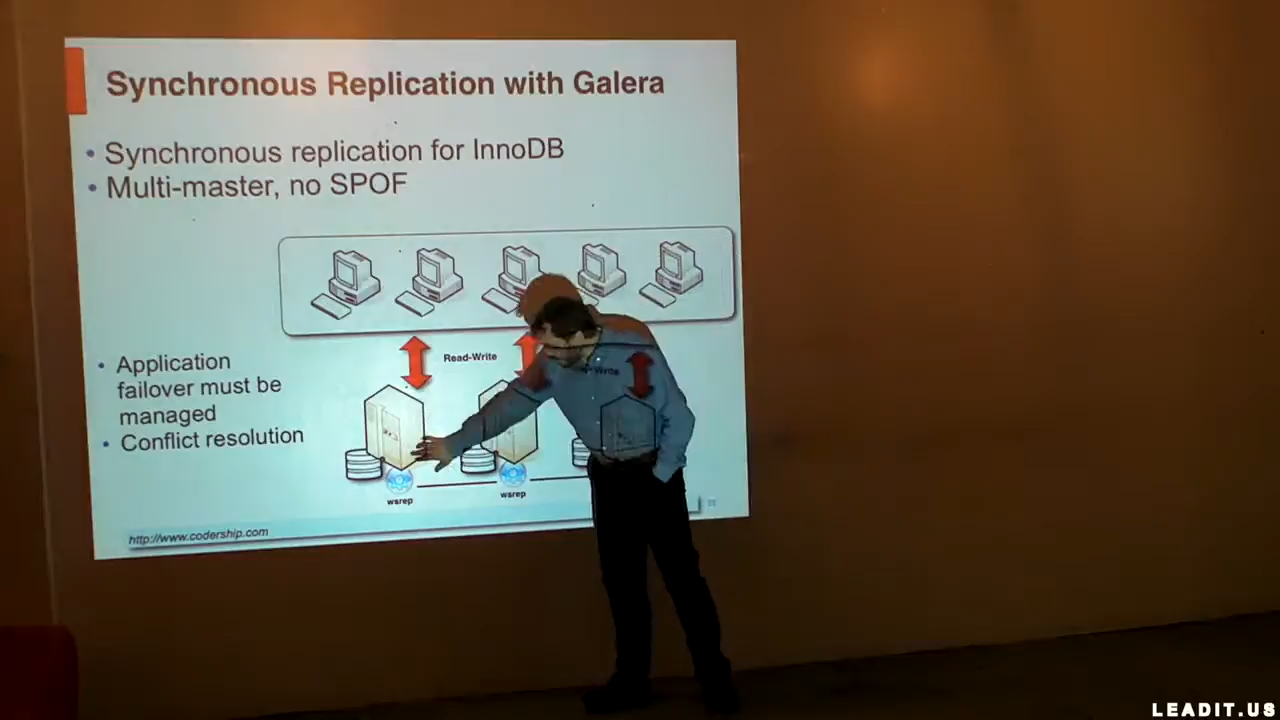 Synchronous Replication with Galera
• Synchronous replication for InnoDB
• Multi-master, no SPOF
Read-Write
• Application
failover must be
managed
• Conflict resolution
wsrep
wsrep
http://www.codership.com
LEADIT.US